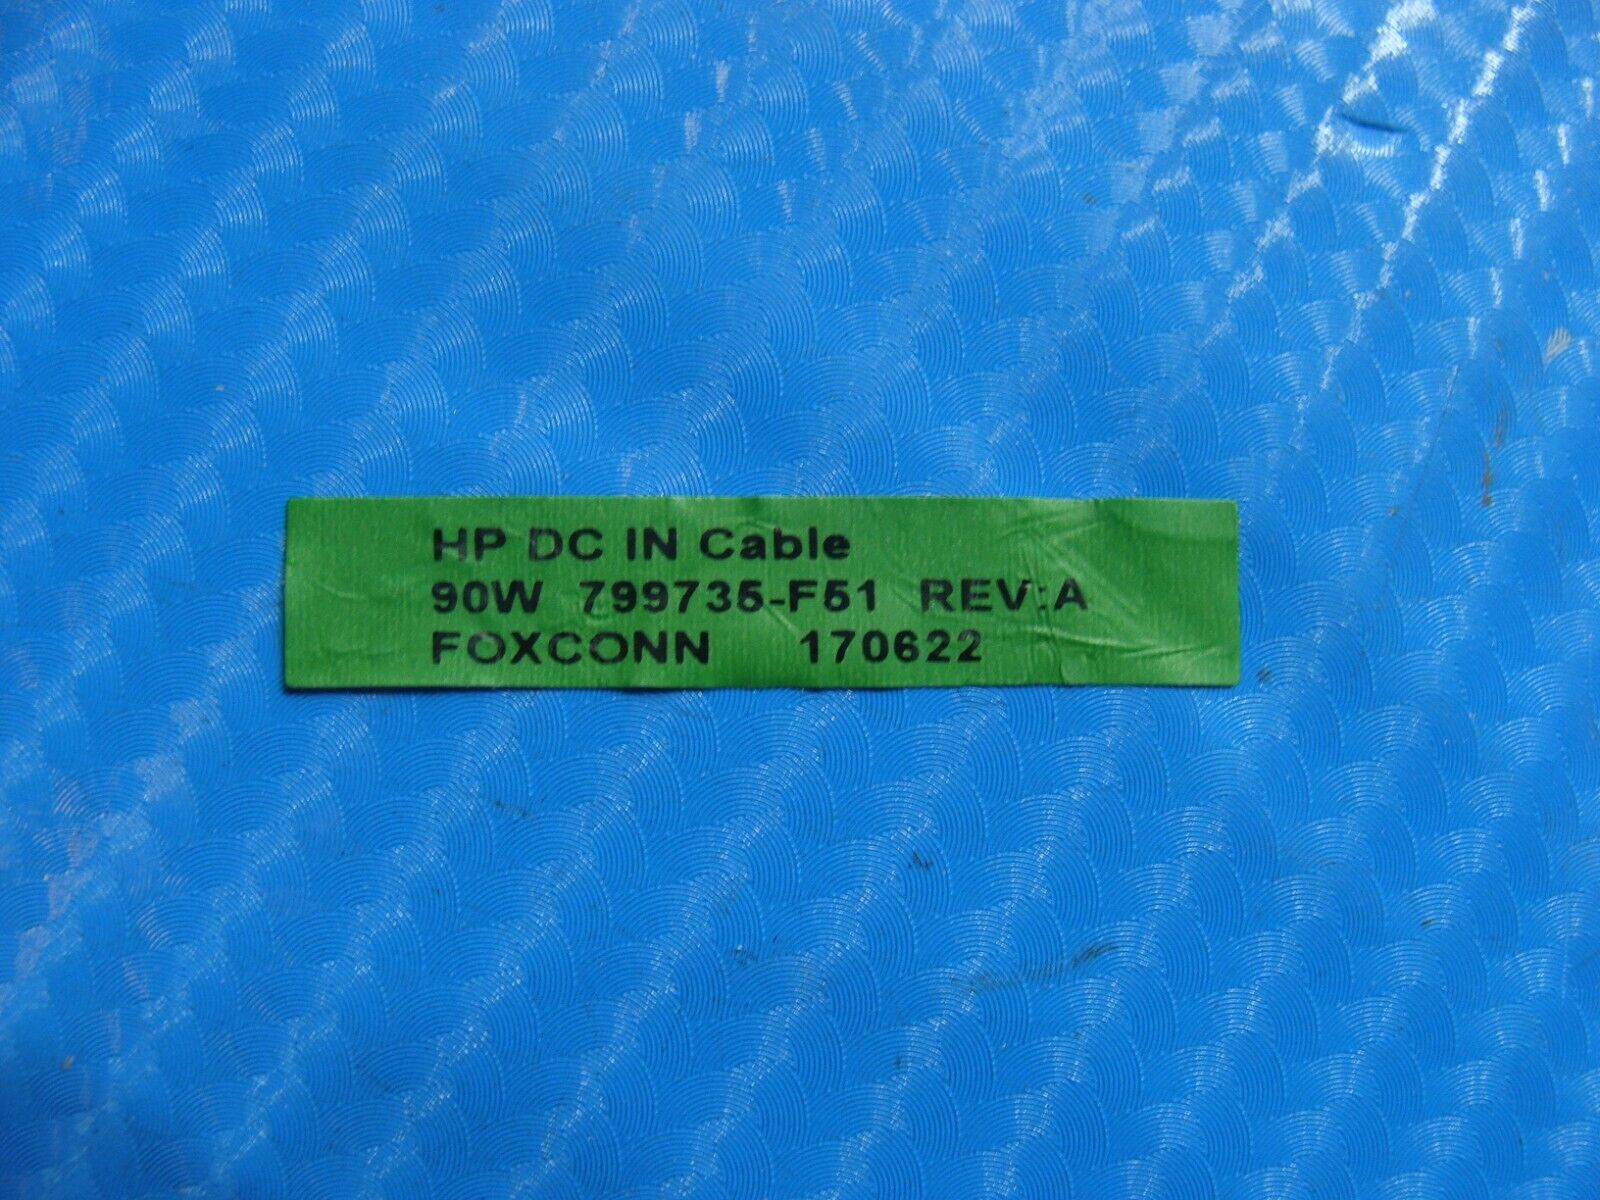 HP DC IN Cable
90W 799735-F51 REV:A
FOXCONN 170622